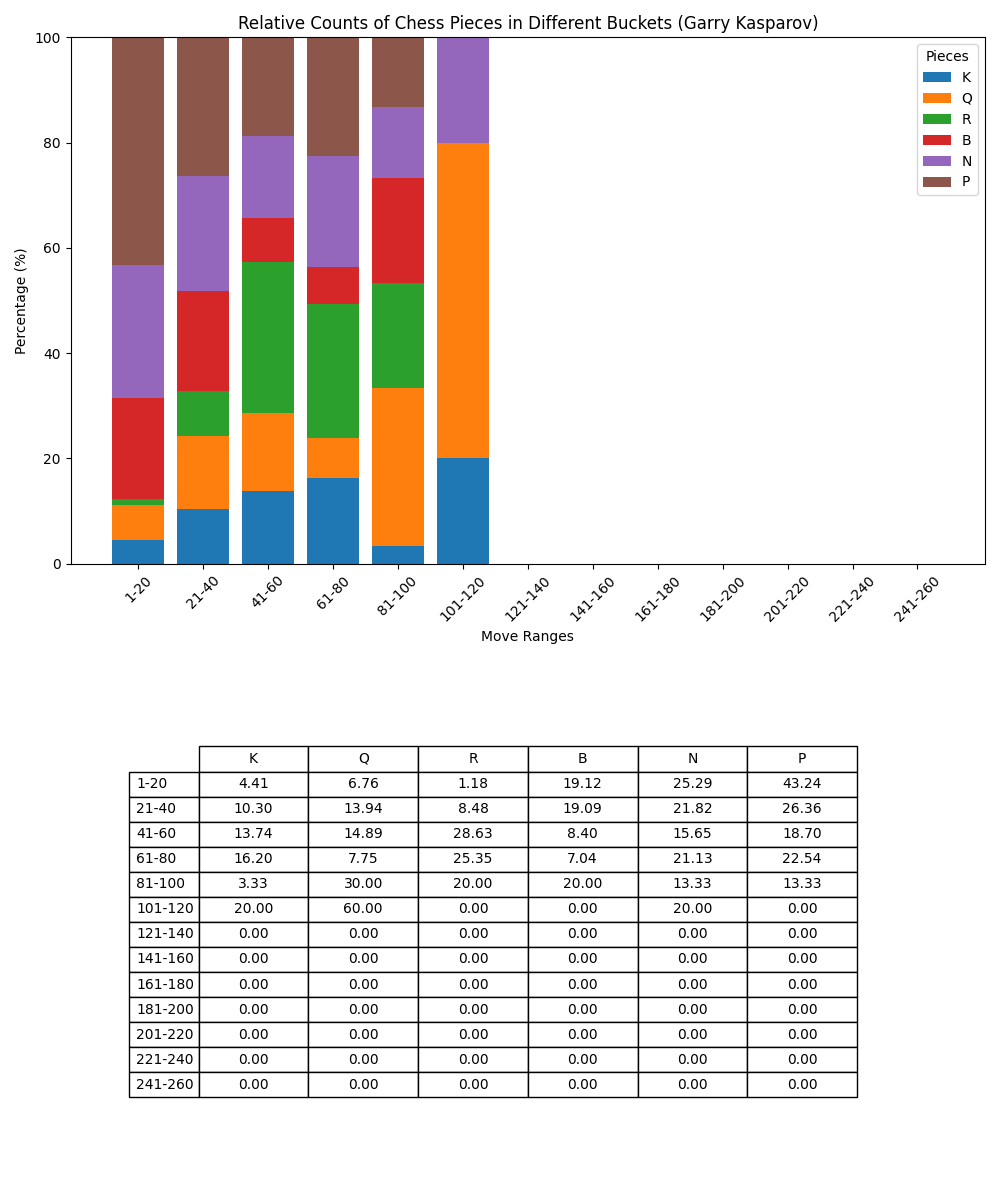 Relative Counts of Chess Pieces in Different Buckets (Garry Kasparov)
100
80
60
40
20
0
Percentage (%)
Pieces
K
Q
R
B
N
P
1-20 21-40 41-60 61-80 81-100 101-120 121-140 141-160 161-180 181-200 201-220 221-240 241-260
Move Ranges
K Q R B N P
1-20 4.41 6.76 1.18 19.12 25.29 43.24
21-40 10.30 13.94 8.48 19.09 21.82 26.36
41-60 13.74 14.89 28.63 8.40 15.65 18.70
61-80 16.20 7.75 25.35 7.04 21.13 22.54
81-100 3.33 30.00 20.00 20.00 13.33 13.33
101-120 20.00 60.00 0.00 0.00 20.00 0.00
121-140 0.00 0.00 0.00 0.00 0.00 0.00
141-160 0.00 0.00 0.00 0.00 0.00 0.00
161-180 0.00 0.00 0.00 0.00 0.00 0.00
181-200 0.00 0.00 0.00 0.00 0.00 0.00
201-220 0.00 0.00 0.00 0.00 0.00 0.00
221-240 0.00 0.00 0.00 0.00 0.00 0.00
241-260 0.00 0.00 0.00 0.00 0.00 0.00